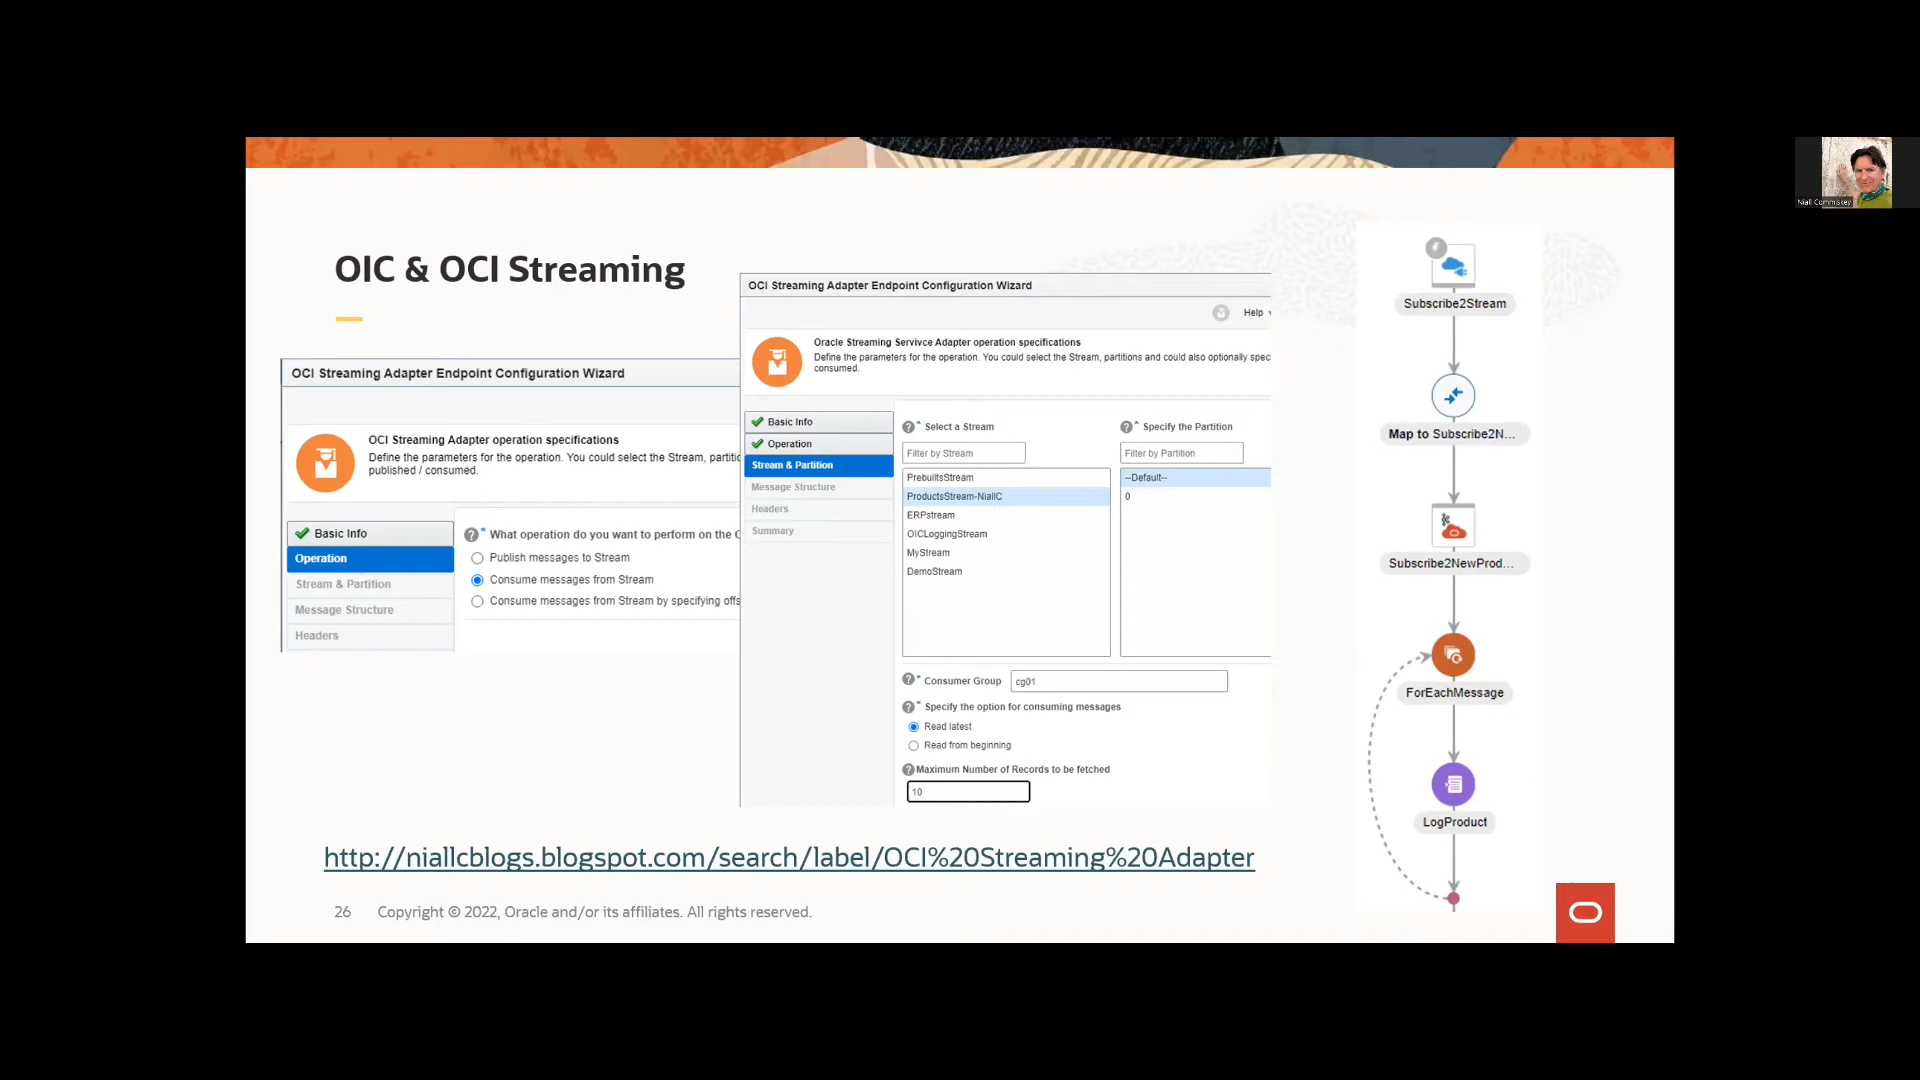 OIC & OCI Streaming
OCI Streaming Adapter Endpoint Configuration Wizard
OCI Streaming Adapter operation specifications
Define the parameters for the operation. You could select the Stream, partitio
published / consumed.
Basic Info
Operation
Stream & Partition
Message Structure
Headers
* What operation do you want to perform on the O
Publish messages to Stream
Consume messages from Stream
Consume messages from Stream by specifying offs
OCI Streaming Adapter Endpoint Configuration Wizard
Help
Oracle Streaming Servivce Adapter operation specifications
Define the parameters for the operation. You could select the Stream, partitions and could also optionally spec
consumed.
Basic Info
Operation
Stream & Partition
Message Structure
Headers
Summary
* Select a Stream
Filter by Stream
PrebuiltsStream
ProductsStream-NiallC
ERPstream
OICLoggingStream
MyStream
DemoStream
* Specify the Partition
Filter by Partition
--Default--
0
* Consumer Group
cg01
* Specify the option for consuming messages
Read latest
Read from beginning
Maximum Number of Records to be fetched
10
Subscribe2Stream
Map to Subscribe2N...
Subscribe2NewProd...
ForEachMessage
LogProduct
http://niallcblogs.blogspot.com/search/label/OCI%20Streaming%20Adapter
26 Copyright © 2022, Oracle and/or its affiliates. All rights reserved.
Niall Commiskey